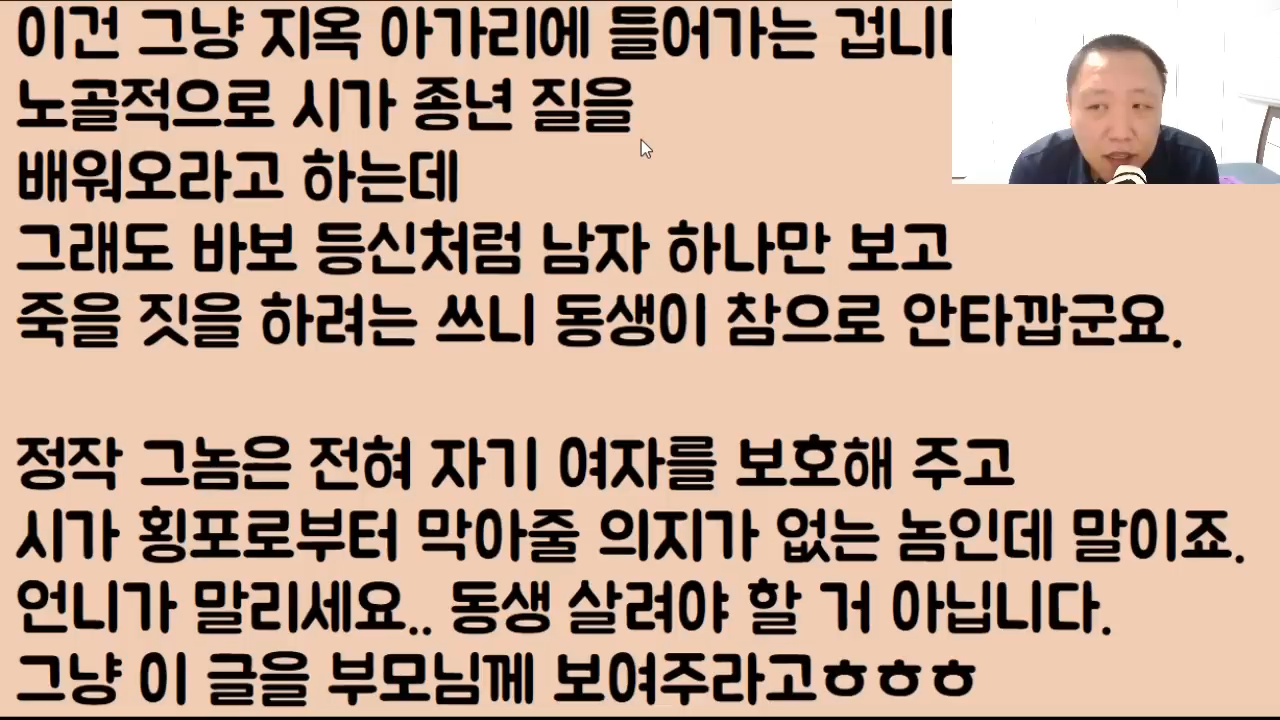 이건 그냥 지옥 아가리에 들어가는 겁니다
노골적으로 시가 종년 질을
배워오라고 하는데
그래도 바보 등신처럼 남자 하나만 보고
죽을 짓을 하려는 쓰니 동생이 참으로 안타깝군요.
정작 그놈은 전혀 자기 여자를 보호해 주고
시가 횡포로부터 막아줄 의지가 없는 놈인데 말이죠.
언니가 말리세요.. 동생 살려야 할 거 아닙니다.
그냥 이 글을 부모님께 보여주라고ㅎㅎㅎ